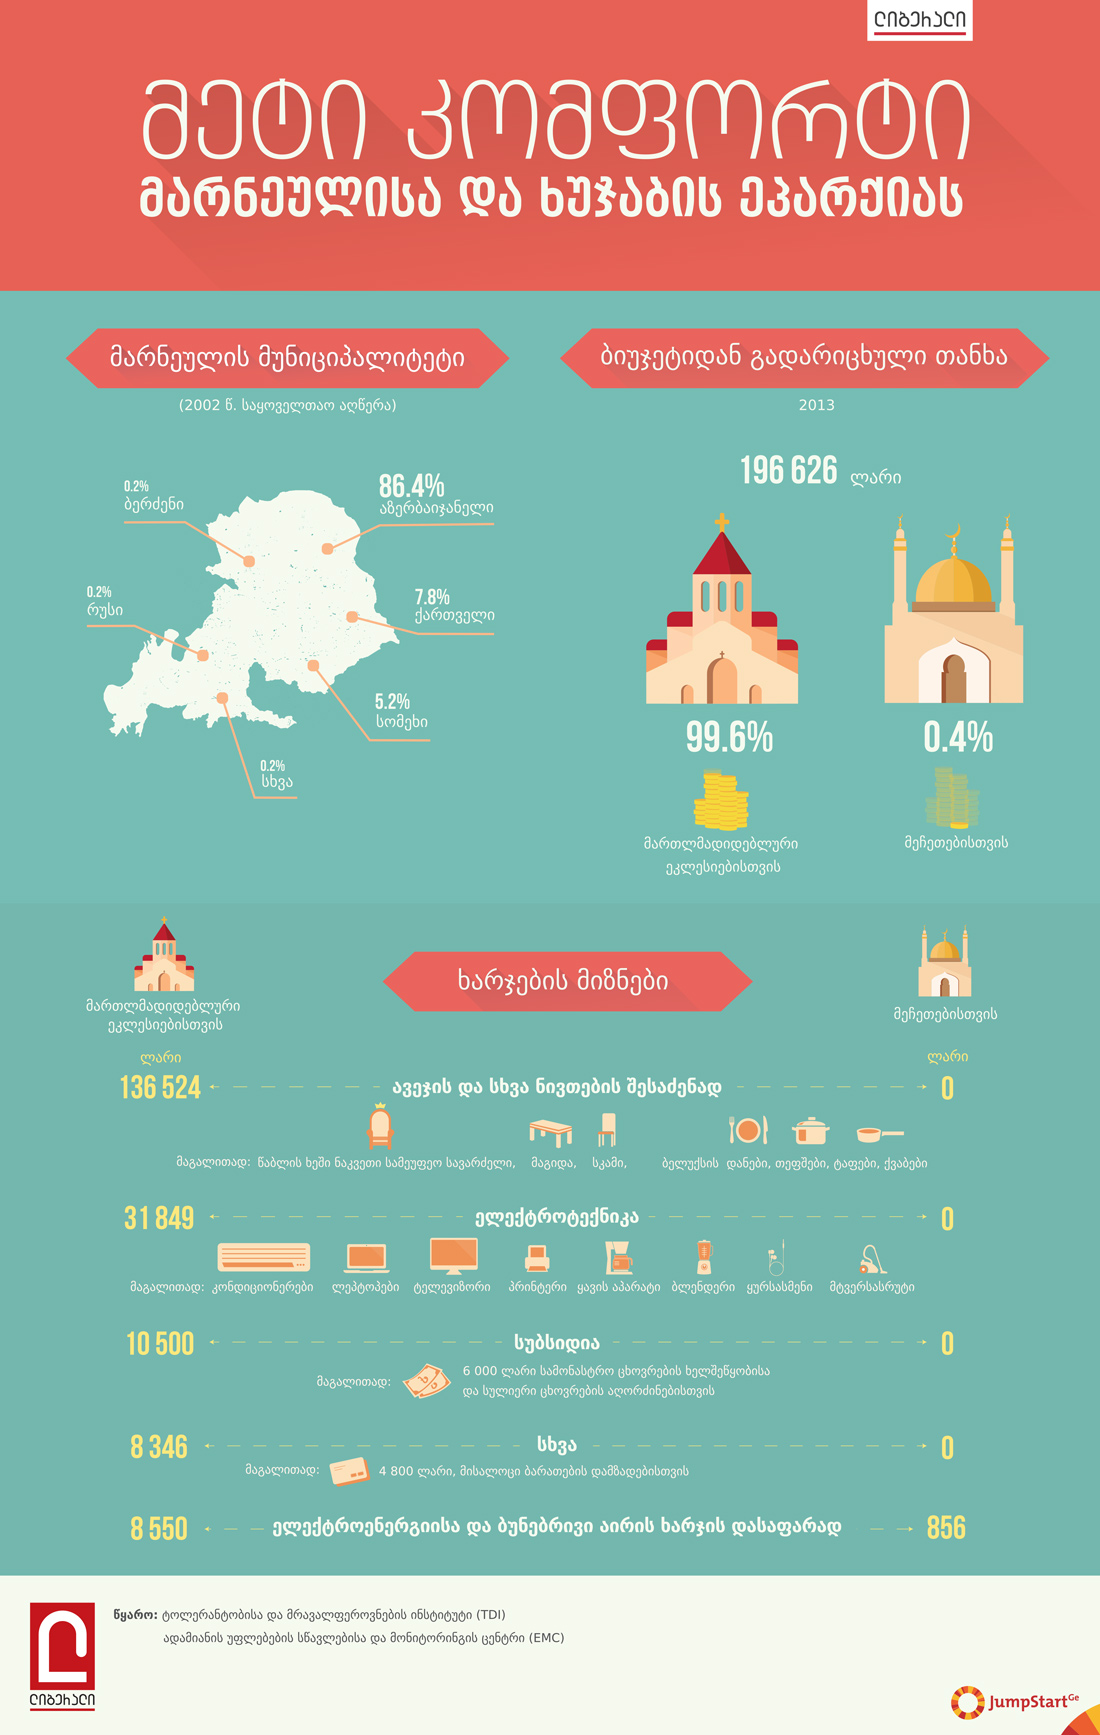 ლიბერალი
მეტი კომფორტი
მარნეულისა და ხუჯაბის ეპარქიას
მარნეულის მუნიციპალიტეტი
(2002 წ. საყოველთაო აღწერა)
0.2%
ბერძენი
86.4%
აზერბაიჯანელი
0.2%
რუსი
7.8%
ქართველი
5.2%
სომეხი
0.2%
სხვა
ბიუჯეტიდან გადარიცხული თანხა
2013
196 626 ლარი
99.6%
მართლმადიდებლური
ეკლესიებისთვის
0.4%
მეჩეთებისთვის
ხარჯების მიზნები
მართლმადიდებლური
ეკლესიებისთვის
მეჩეთებისთვის
ლარი
ლარი
136 524 ავეჯის და სხვა ნივთების შესაძენად 0
მაგალითად: წაბლის ხეში ნაკვეთი სამეუფეო სავარძელი, მაგიდა, სკამი, ბელუქსის დანები, თეფშები, ტაფები, ქვაბები
31 849 ელექტროტექნიკა 0
მაგალითად: კონდიციონერები ლეპტოპები ტელევიზორი პრინტერი ყავის აპარატი ბლენდერი ყურსასმენი მტვერსასრუტი
10 500 სუბსიდია 0
მაგალითად: 6 000 ლარი სამონასტრო ცხოვრების ხელშეწყობისა
და სულიერი ცხოვრების აღორძინებისთვის
8 346 სხვა 0
მაგალითად: 4 800 ლარი, მისალოცი ბარათების დამზადებისთვის
8 550 ელექტროენერგიისა და ბუნებრივი აირის ხარჯის დასაფარად 856
წყარო: ტოლერანტობისა და მრავალფეროვნების ინსტიტუტი (TDI)
ადამიანის უფლებების სწავლებისა და მონიტორინგის ცენტრი (EMC)
ლ
ლიბერალი
JumpStartGe